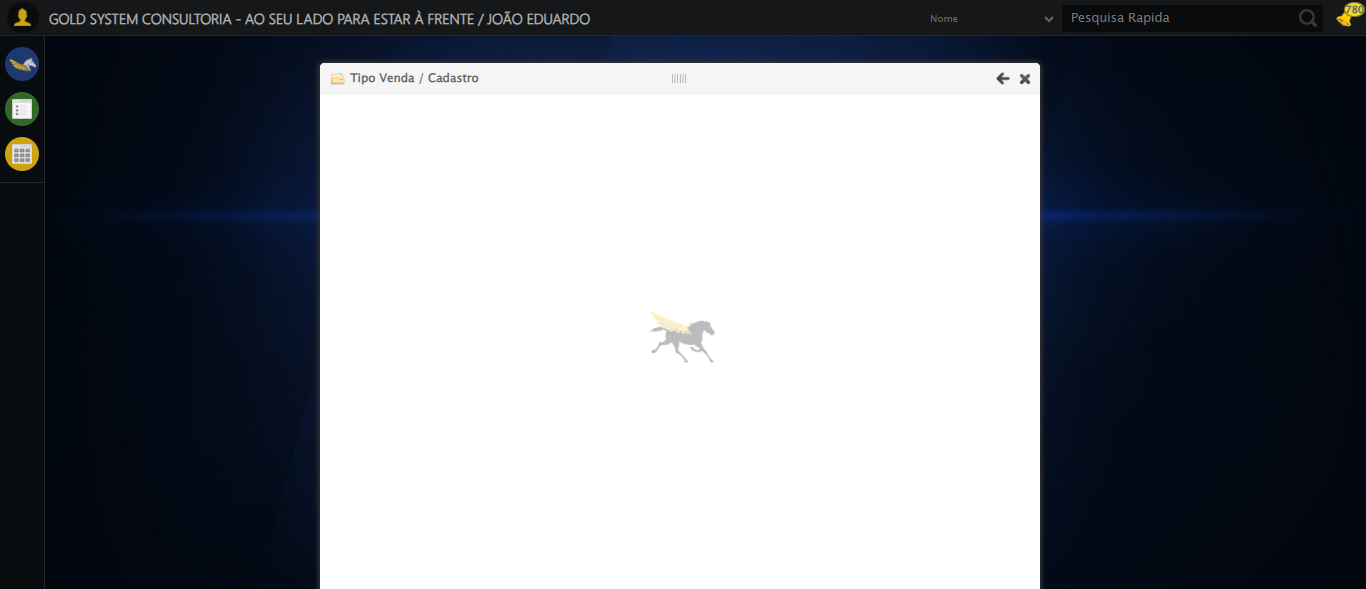 GOLD SYSTEM CONSULTORIA - AO SEU LADO PARA ESTAR À FRENTE / JOÃO EDUARDO
Nome
Pesquisa Rapida
780
Tipo Venda / Cadastro